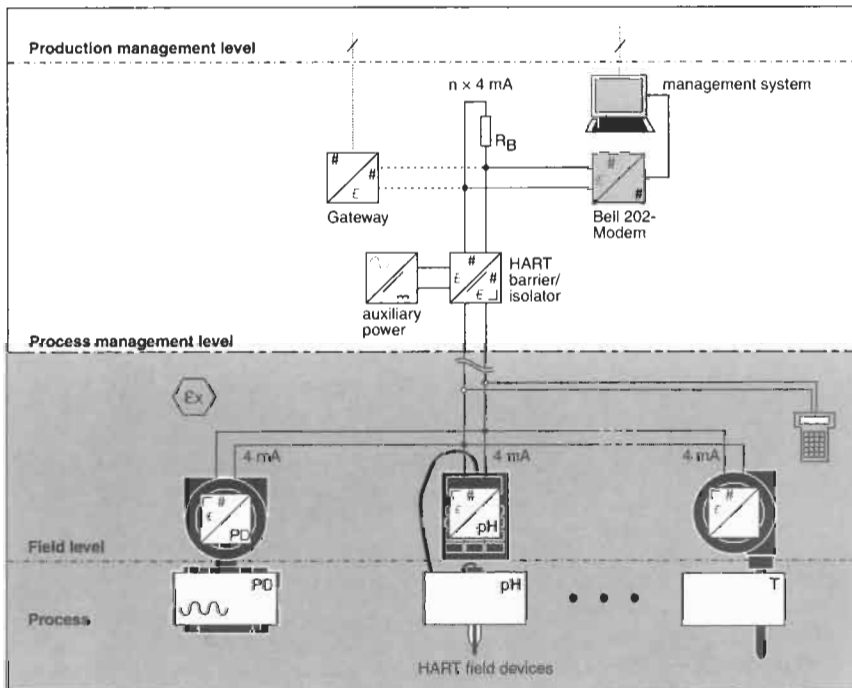 Production management level
n × 4 mA
management system
R_B
#
#
ε
Gateway
#
ε
#
Bell 202-
Modem
#
ε
#
ε
HART
barrier/
isolator
auxiliary
power
Process management level
εx
4 mA
4 mA
4 mA
#
ε
PD
#
ε
pH
#
ε
Field level
PD
pH
T
Process
HART field devices